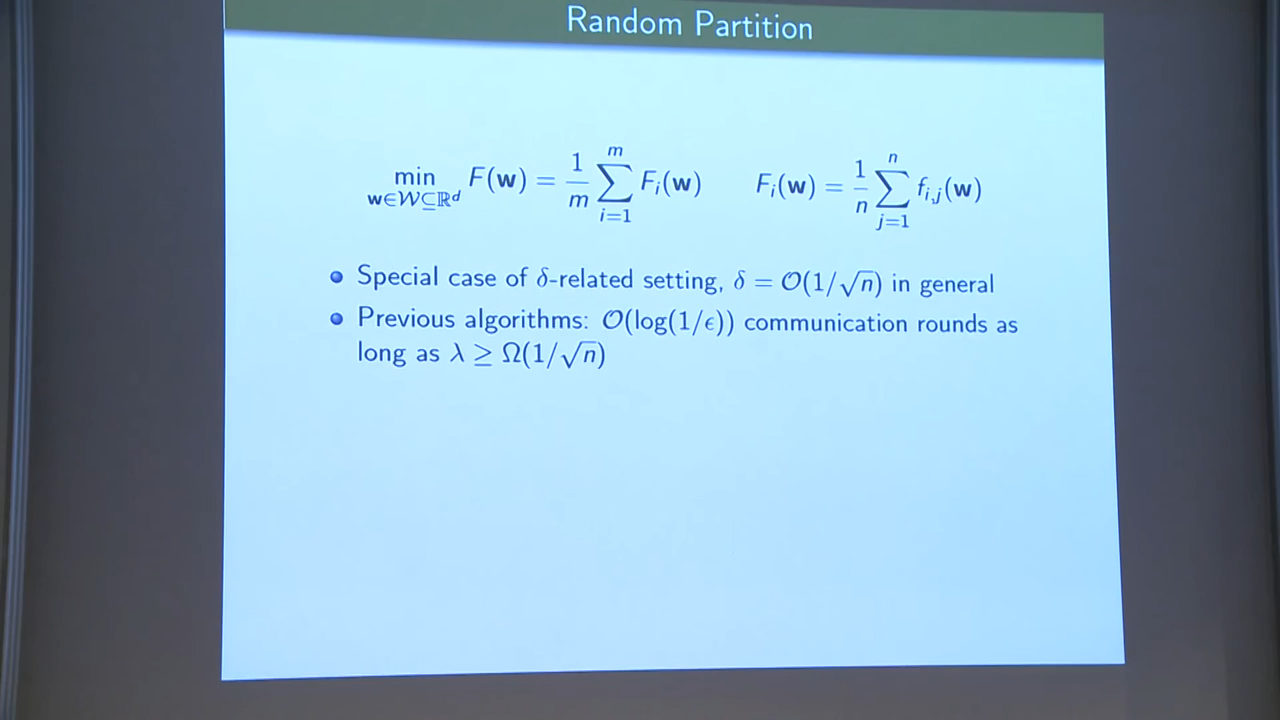 Random Partition
min w∈𝒲⊆ℝ^d F(w) = 1/m ∑_{i=1}^{m} F_i(w) F_i(w) = 1/n ∑_{j=1}^{n} f_{i,j}(w)
• Special case of δ-related setting, δ = 𝒪(1/√n) in general
• Previous algorithms: 𝒪(log(1/ϵ)) communication rounds as
long as λ ≥ Ω(1/√n)